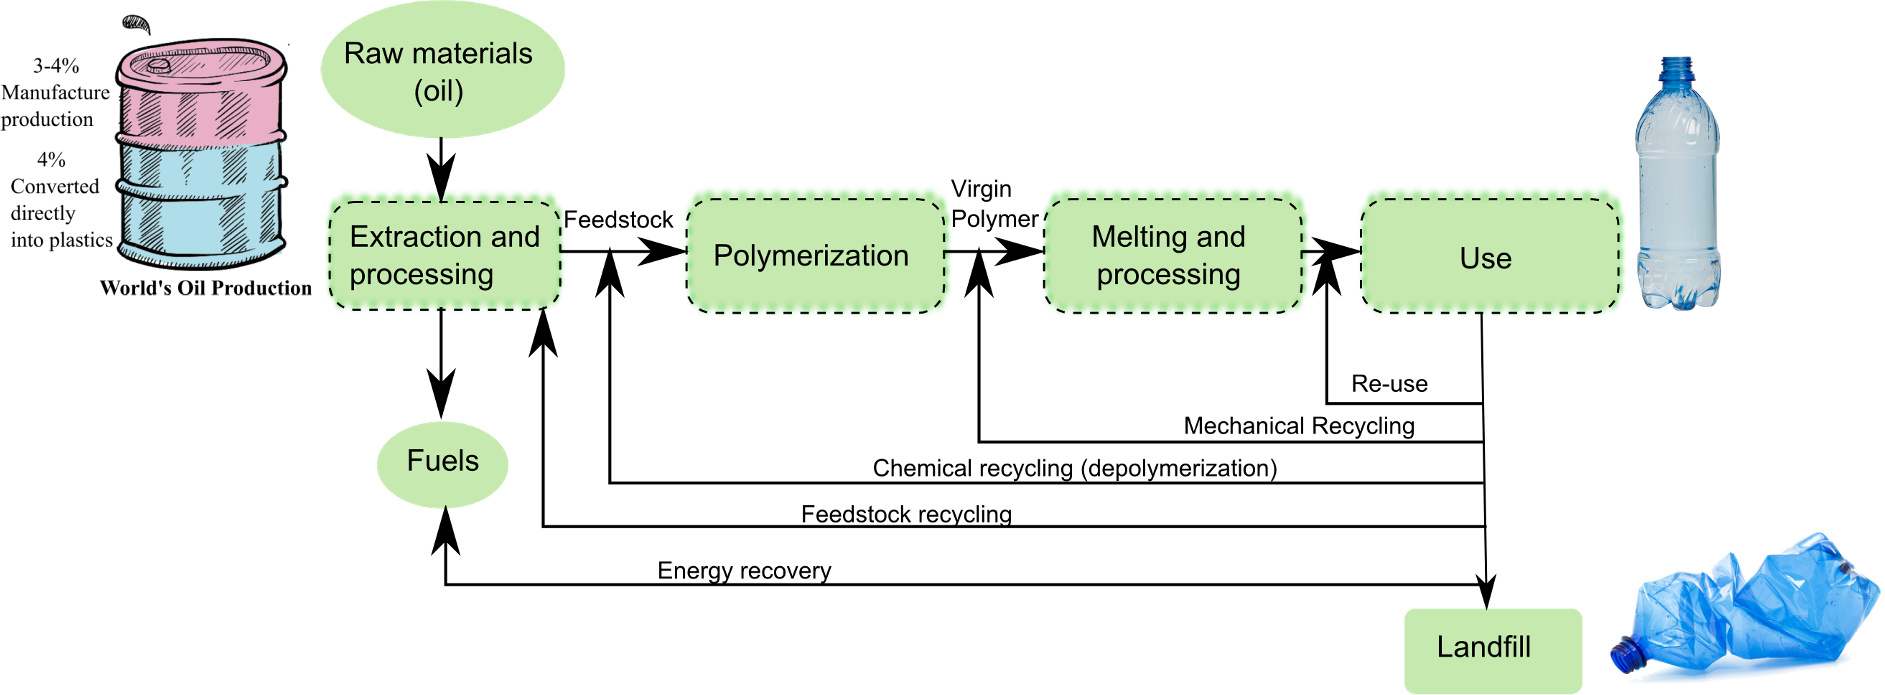 3-4%
Manufacture
production
4%
Converted
directly
into plastics
World's Oil Production
Raw materials
(oil)
Extraction and
processing
Feedstock
Polymerization
Virgin
Polymer
Melting and
processing
Use
Re-use
Mechanical Recycling
Chemical recycling (depolymerization)
Feedstock recycling
Energy recovery
Fuels
Landfill